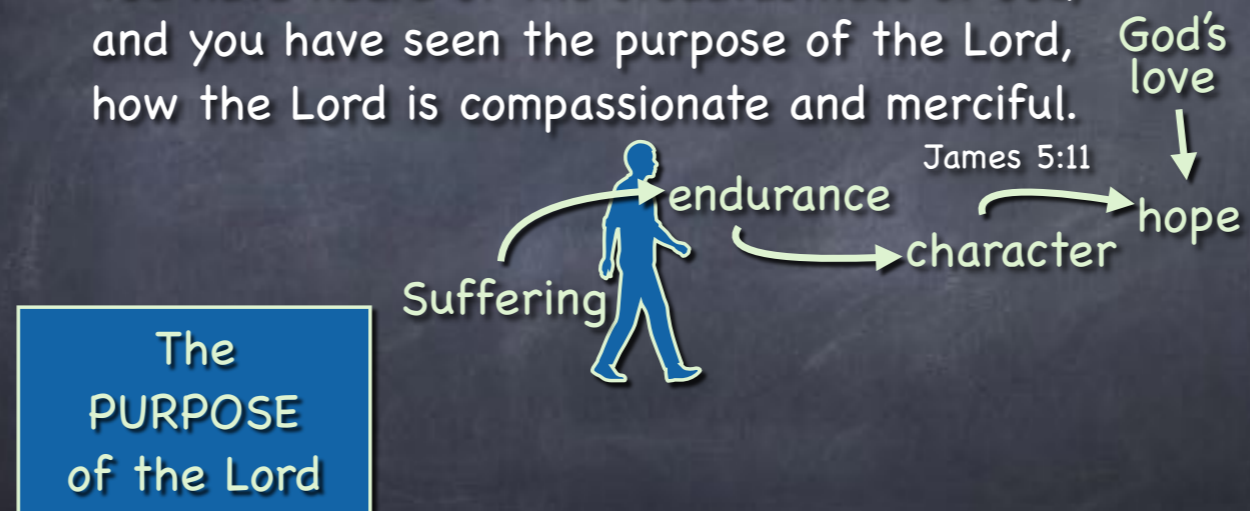 and you have seen the purpose of the Lord,
how the Lord is compassionate and merciful.
James 5:11
God's
love
endurance
hope
character
Suffering
The
PURPOSE
of the Lord